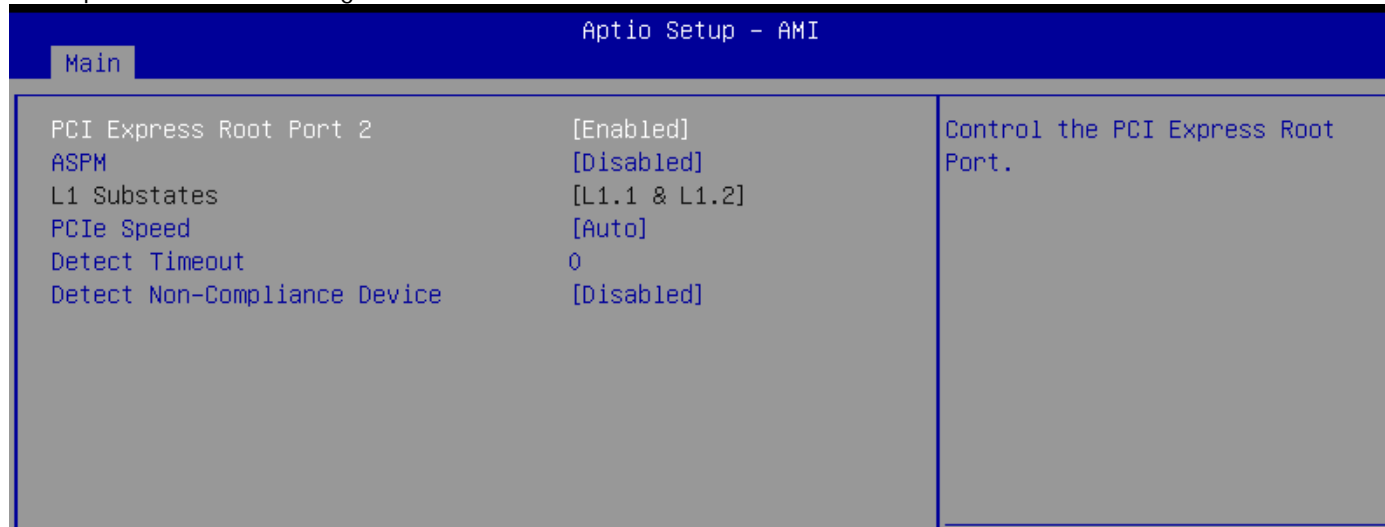 Aptio Setup – AMI
Main
PCI Express Root Port 2 [Enabled]
ASPM [Disabled]
L1 Substates [L1.1 & L1.2]
PCIe Speed [Auto]
Detect Timeout 0
Detect Non-Compliance Device [Disabled]
Control the PCI Express Root
Port.